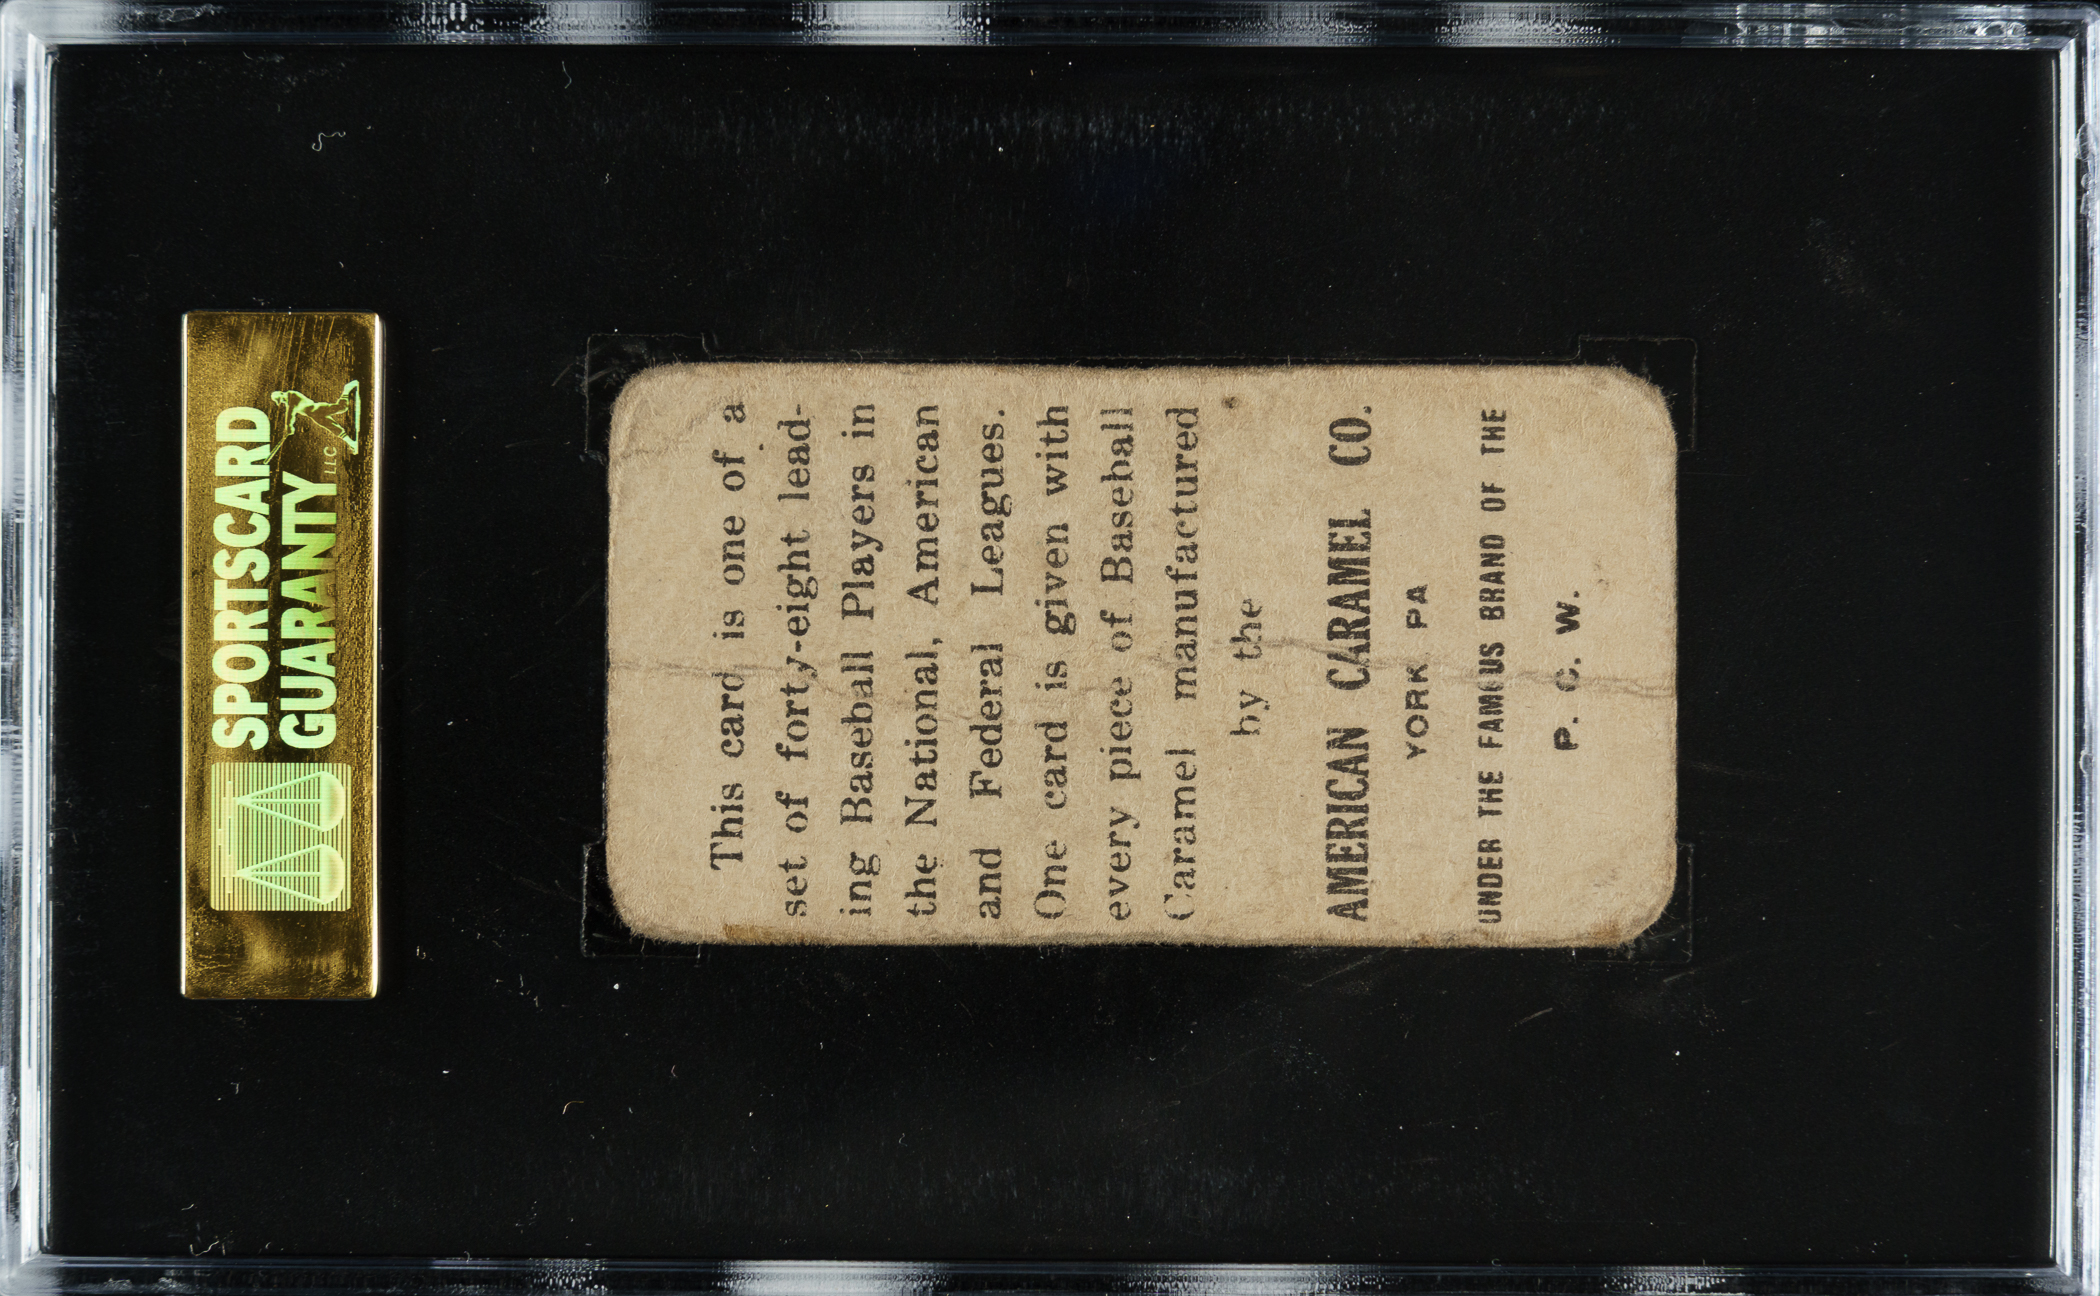 SPORTSCARD
GUARANTY LLC
This card is one of a
set of forty-eight lead-
ing Baseball Players in
the National, American
and Federal Leagues.
One card is given with
every piece of Baseball
Caramel manufactured
by the
AMERICAN CARAMEL CO.
YORK PA
UNDER THE FAMOUS BRAND OF THE
P. C. W.